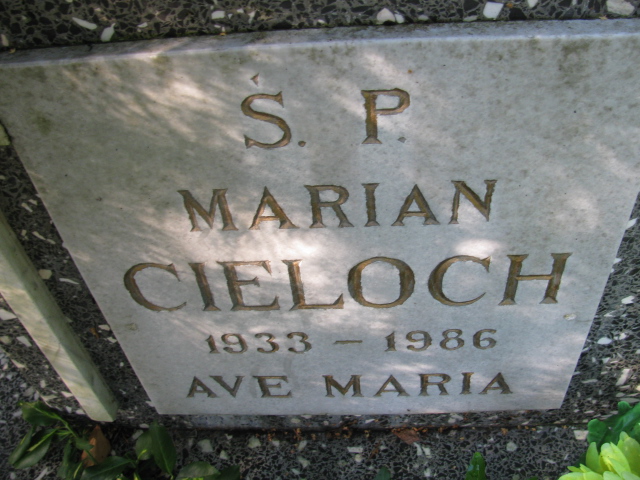 Ś. P.
MARIAN
CIELOCH
1933 – 1986
AVE MARIA